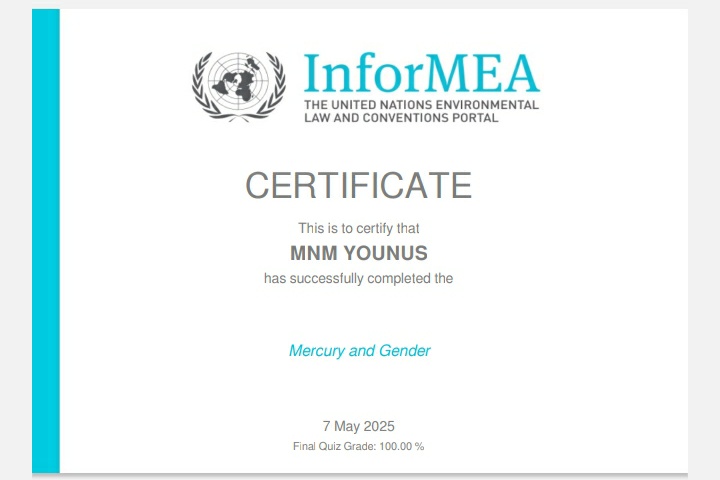 InforMEA
THE UNITED NATIONS ENVIRONMENTAL
LAW AND CONVENTIONS PORTAL
CERTIFICATE
This is to certify that
MNM YOUNUS
has successfully completed the
Mercury and Gender
7 May 2025
Final Quiz Grade: 100.00 %